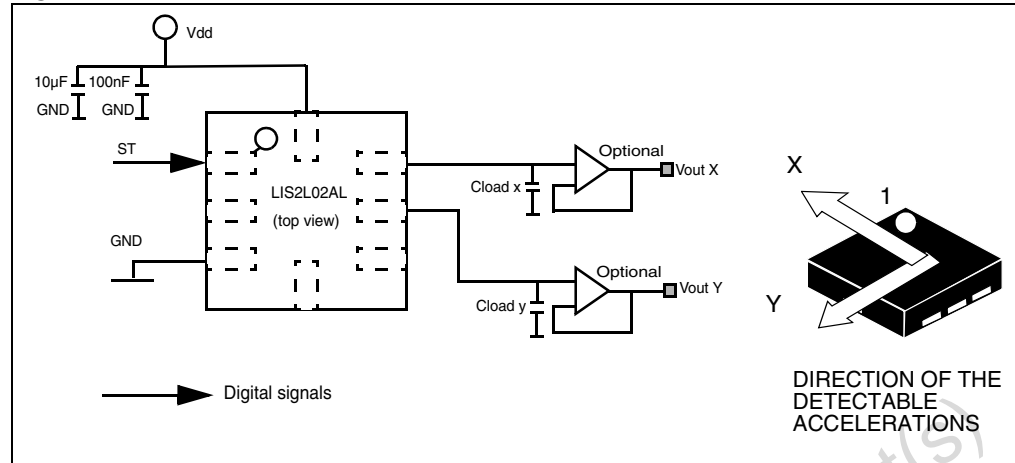 Vdd
10µF 100nF
GND GND
ST
LIS2L02AL
(top view)
GND
Optional
Cload x
Vout X
Optional
Cload y
Vout Y
Digital signals
X
1
Y
DIRECTION OF THE
DETECTABLE
ACCELERATIONS